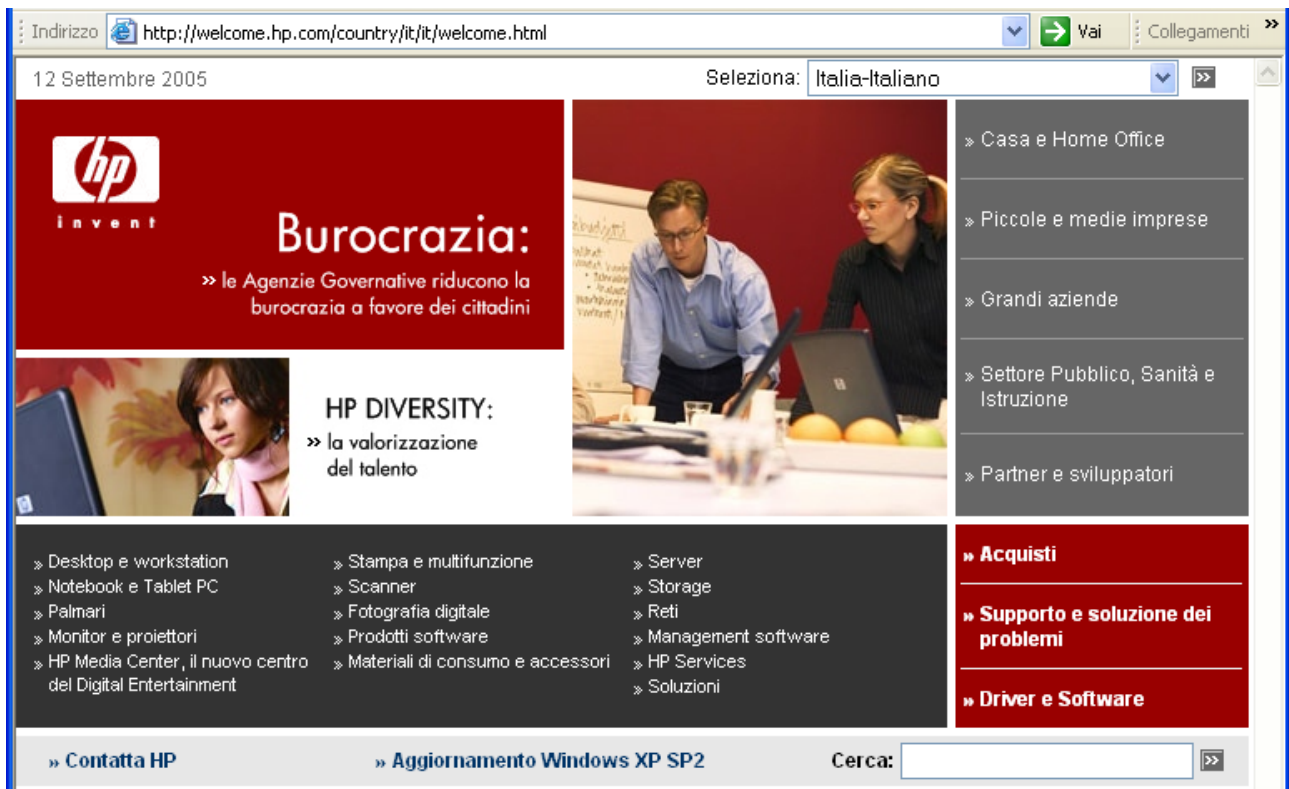 Indirizzo http://welcome.hp.com/country/it/it/welcome.html Vai Collegamenti »
12 Settembre 2005 Seleziona: Italia-Italiano »
hp
invent
Burocrazia:
» le Agenzie Governative riducono la
burocrazia a favore dei cittadini
HP DIVERSITY:
» la valorizzazione
del talento
» Casa e Home Office
» Piccole e medie imprese
» Grandi aziende
» Settore Pubblico, Sanità e
Istruzione
» Partner e sviluppatori
» Desktop e workstation
» Notebook e Tablet PC
» Palmari
» Monitor e proiettori
» HP Media Center, il nuovo centro
del Digital Entertainment
» Stampa e multifunzione
» Scanner
» Fotografia digitale
» Prodotti software
» Materiali di consumo e accessori
» Server
» Storage
» Reti
» Management software
» HP Services
» Soluzioni
» Acquisti
» Supporto e soluzione dei
problemi
» Driver e Software
» Contatta HP » Aggiornamento Windows XP SP2 Cerca: »